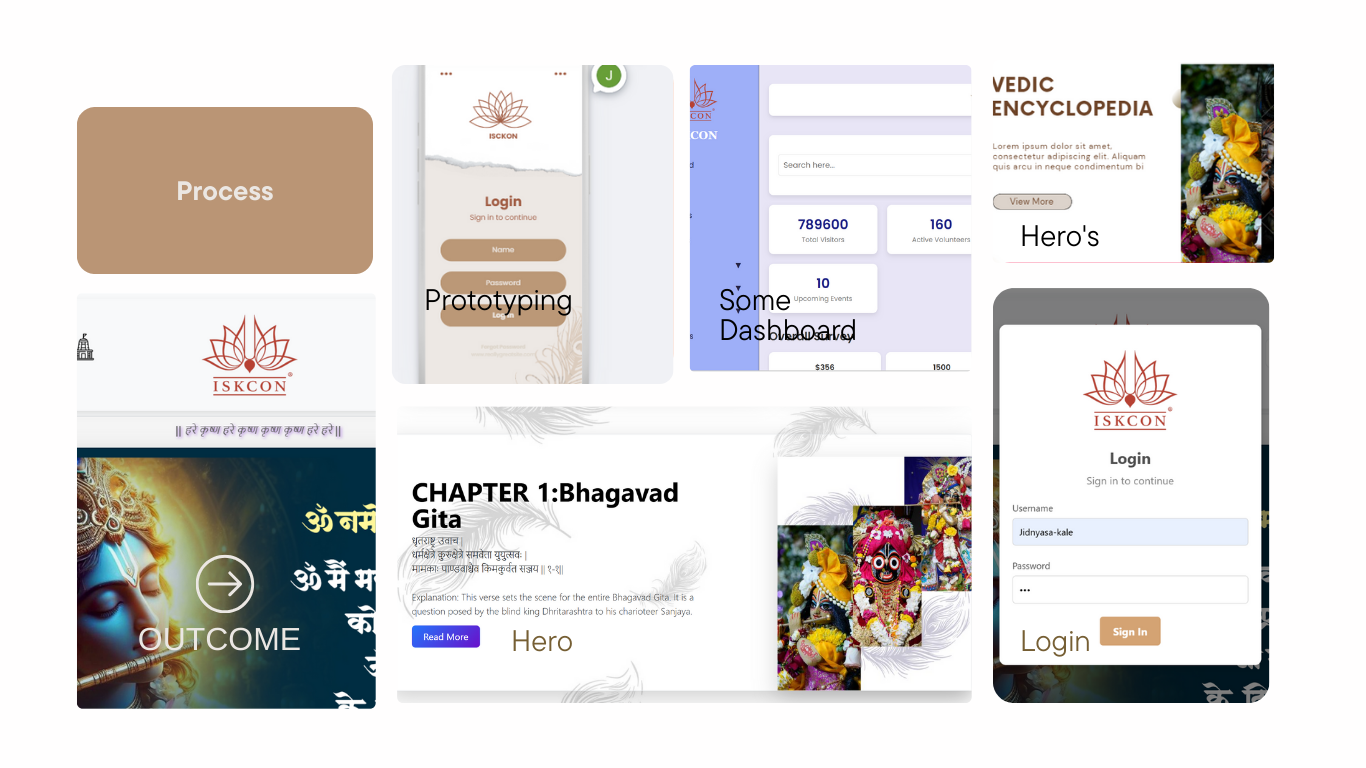 Process
J
ISCKON
Login
Sign in to continue
Name
Password
Login
Prototyping
CON
Search here...
789600
Total Visitors
160
Active Volunteers
10
Upcoming Events
Some
Dashboard
Overall Survey
$356
1500
VEDIC
ENCYCLOPEDIA
Lorem ipsum dolor sit amet,
consectetur adipiscing elit. Aliquam
quis arcu in neque condimentum bi
View More
Hero's
ISKCON®
|| हरे कृष्ण हरे कृष्ण कृष्ण कृष्ण हरे हरे ||
ॐ नमे
ॐ मैं म
को
के
OUTCOME
CHAPTER 1:Bhagavad
Gita
धृतराष्ट्र उवाच |
धर्मक्षेत्रे कुरुक्षेत्रे समवेता युयुत्सवः |
मामकाः पाण्डवाश्चैव किमकुर्वत सञ्जय || १-१||
Explanation: This verse sets the scene for the entire Bhagavad Gita. It is a
question posed by the blind king Dhritarashtra to his charioteer Sanjaya.
Read More
Hero
ISKCON®
Login
Sign in to continue
Username
Jidnyasa-kale
Password
•••
Sign In
Login
के